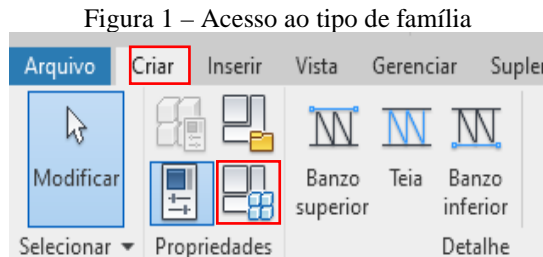 Figura 1 – Acesso ao tipo de família
Arquivo Criar Inserir Vista Gerenciar Supler
Modificar Banzo superior Teia Banzo inferior
Selecionar Propriedades Detalhe